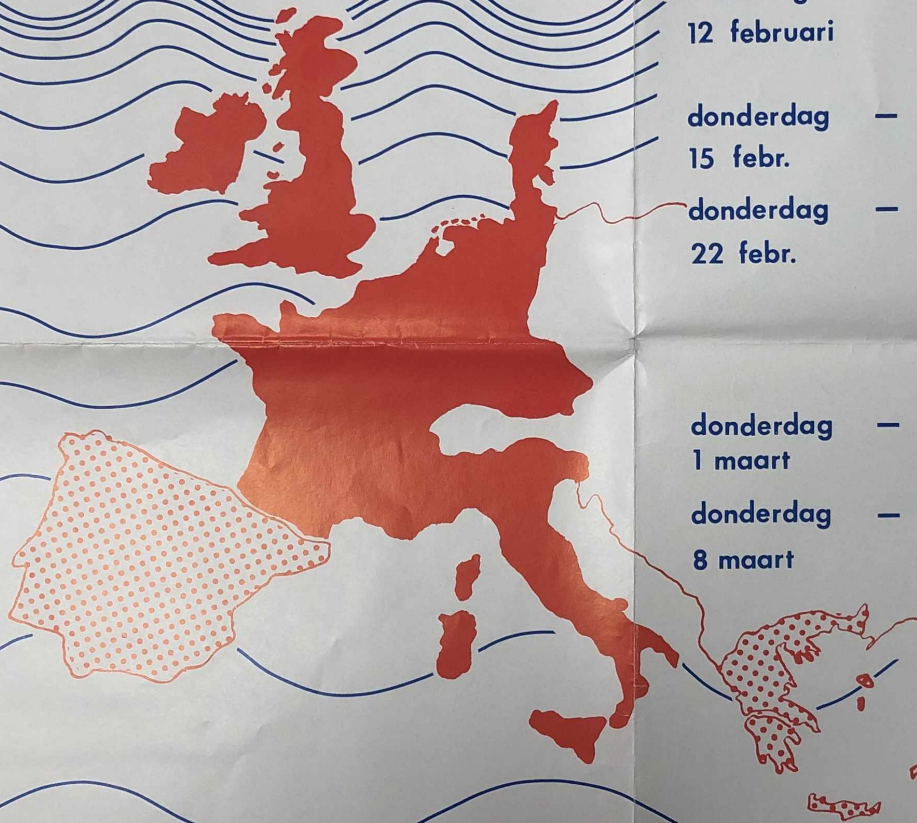 12 februari
donderdag —
15 febr.
donderdag —
22 febr.
donderdag —
1 maart
donderdag —
8 maart